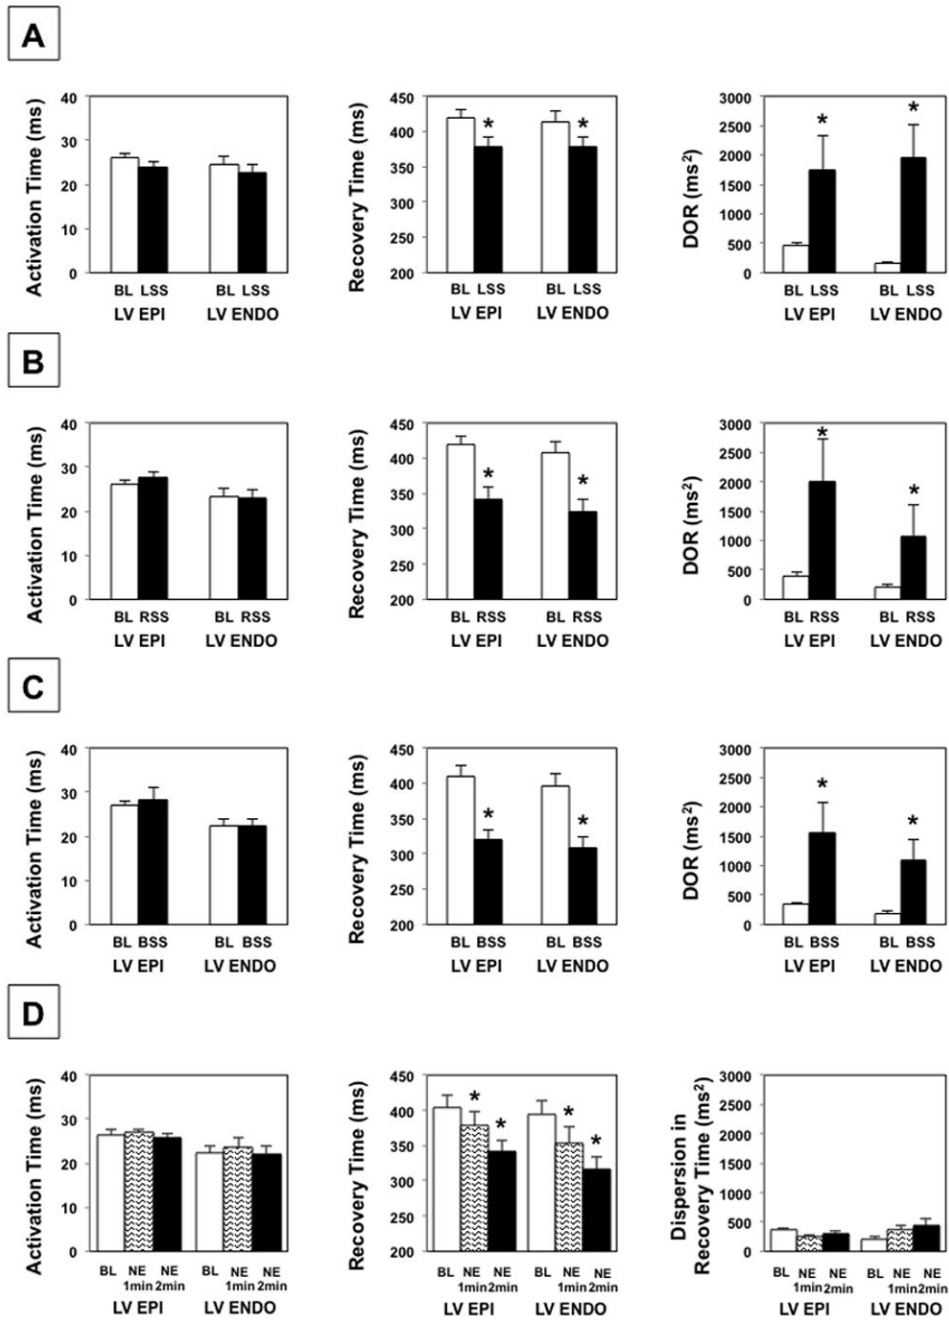 A
Activation Time (ms)
40
30
20
10
0
BL LSS BL LSS
LV EPI LV ENDO
Recovery Time (ms)
450
400
350
300
250
200
* *
BL LSS BL LSS
LV EPI LV ENDO
DOR (ms²)
3000
2500
2000
1500
1000
500
0
* *
BL LSS BL LSS
LV EPI LV ENDO
B
Activation Time (ms)
40
30
20
10
0
BL RSS BL RSS
LV EPI LV ENDO
Recovery Time (ms)
450
400
350
300
250
200
* *
BL RSS BL RSS
LV EPI LV ENDO
DOR (ms²)
3000
2500
2000
1500
1000
500
0
* *
BL RSS BL RSS
LV EPI LV ENDO
C
Activation Time (ms)
40
30
20
10
0
BL BSS BL BSS
LV EPI LV ENDO
Recovery Time (ms)
450
400
350
300
250
200
* *
BL BSS BL BSS
LV EPI LV ENDO
DOR (ms²)
3000
2500
2000
1500
1000
500
0
* *
BL BSS BL BSS
LV EPI LV ENDO
D
Activation Time (ms)
40
30
20
10
0
BL NE NE BL NE NE
1min 2min 1min 2min
LV EPI LV ENDO
Recovery Time (ms)
450
400
350
300
250
200
* * * *
BL NE NE BL NE NE
1min 2min 1min 2min
LV EPI LV ENDO
Dispersion in
Recovery Time (ms²)
3000
2500
2000
1500
1000
500
0
BL NE NE BL NE NE
1min 2min 1min 2min
LV EPI LV ENDO